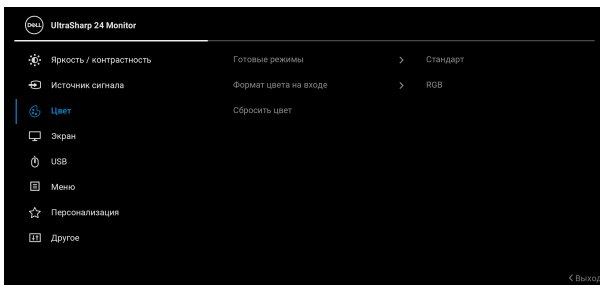 DELL UltraSharp 24 Monitor
Яркость / контрастность
Готовые режимы > Стандарт
Источник сигнала
Формат цвета на входе > RGB
Цвет
Сбросить цвет
Экран
USB
Меню
Персонализация
Другое
< Выход